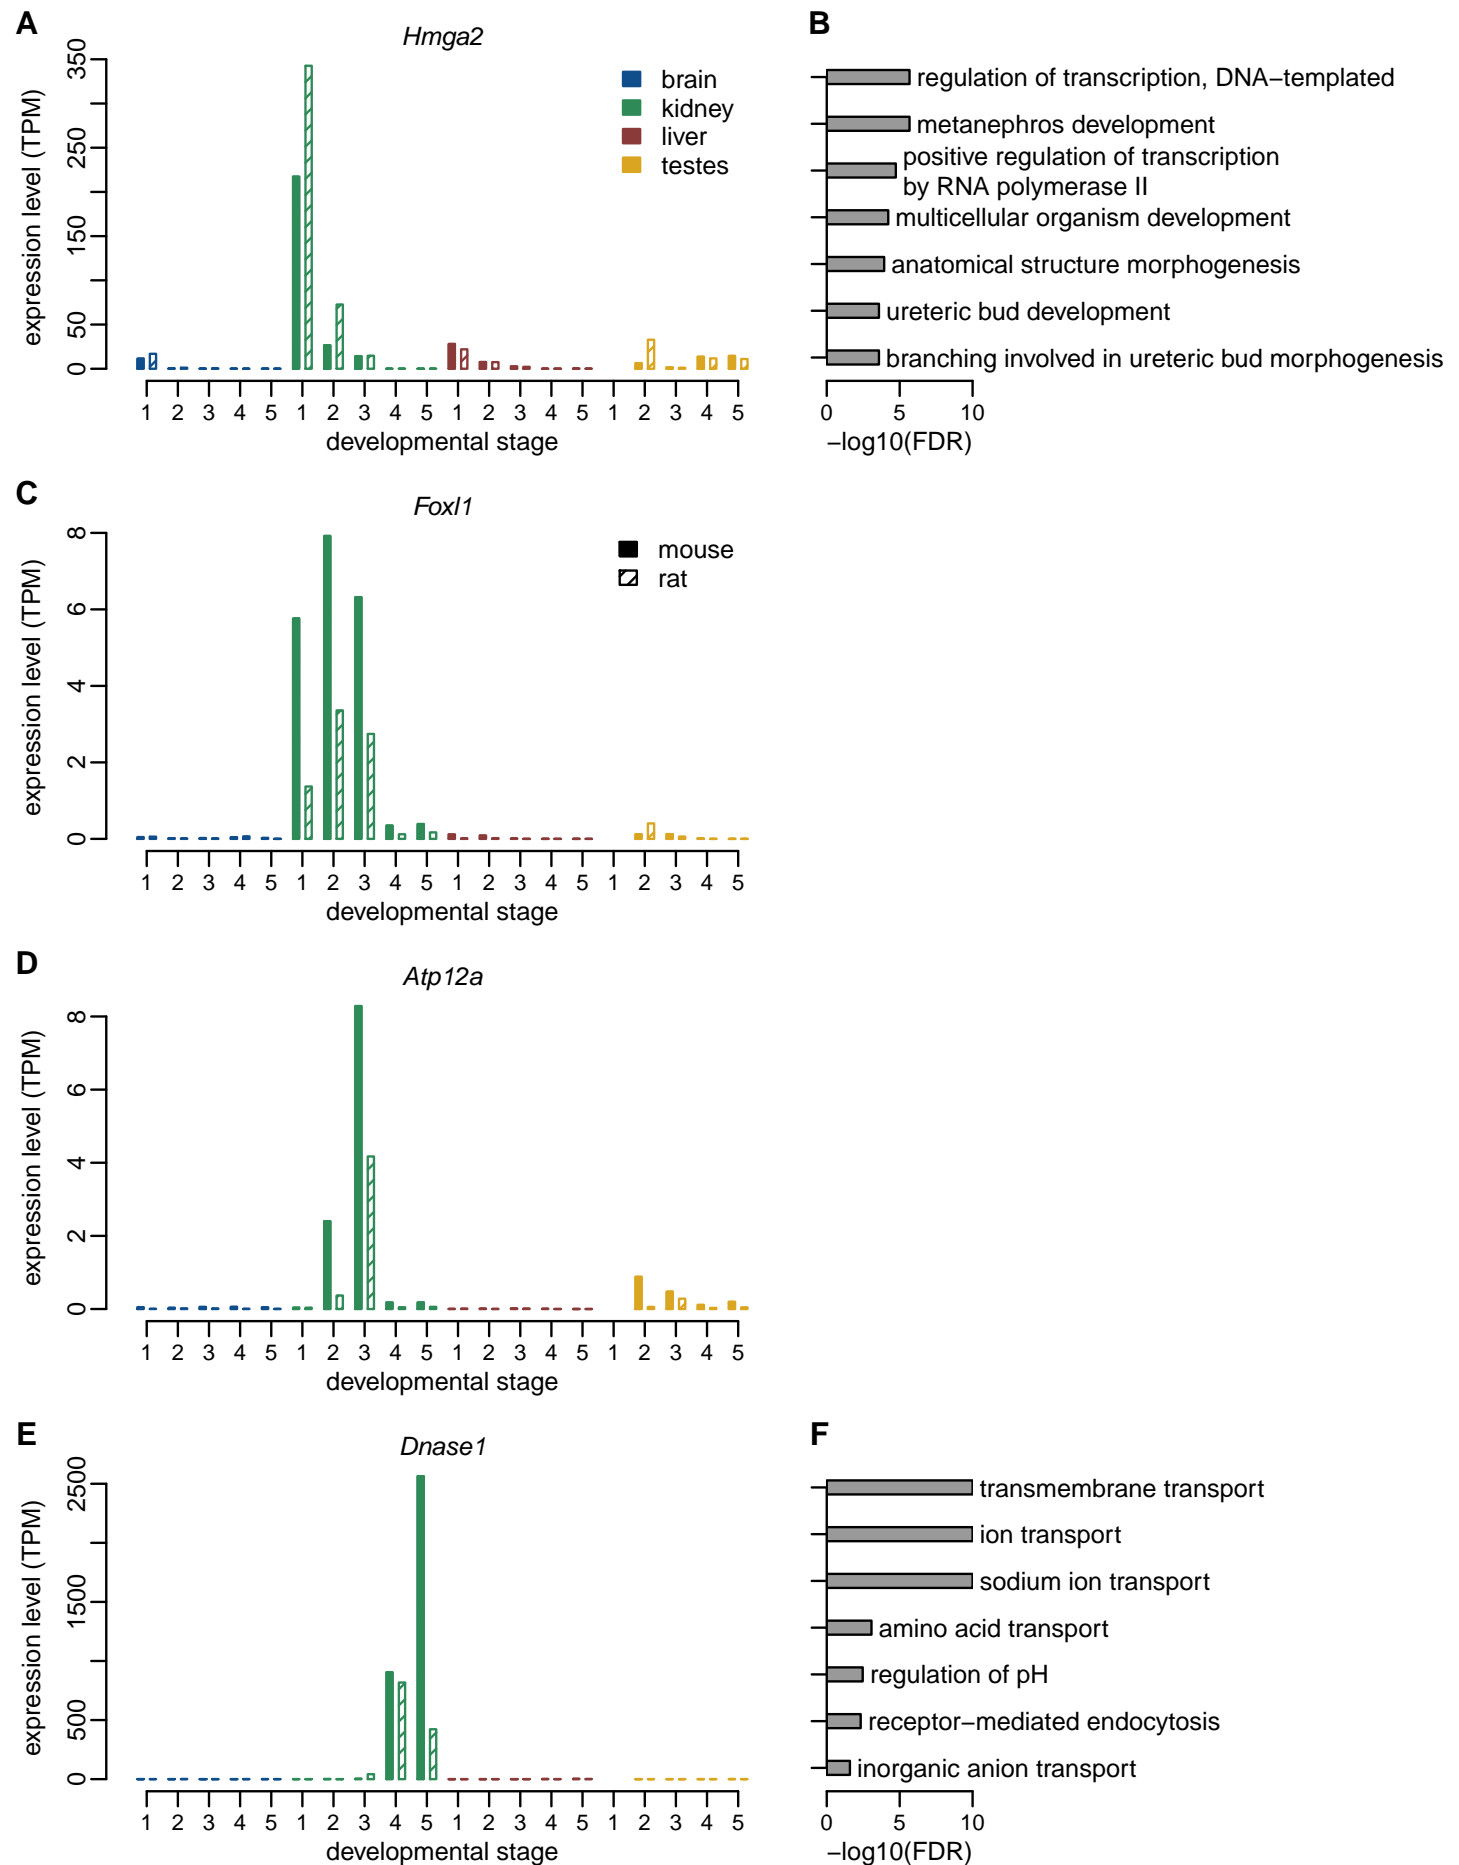 A
Hmga2
expression level (TPM)
350
250
150
50
0
brain
kidney
liver
testes
1 2 3 4 5 1 2 3 4 5 1 2 3 4 5 1 2 3 4 5
developmental stage
B
regulation of transcription, DNA−templated
metanephros development
positive regulation of transcription
by RNA polymerase II
multicellular organism development
anatomical structure morphogenesis
ureteric bud development
branching involved in ureteric bud morphogenesis
0 5 10
−log10(FDR)
C
Foxl1
expression level (TPM)
8
6
4
2
0
mouse
rat
1 2 3 4 5 1 2 3 4 5 1 2 3 4 5 1 2 3 4 5
developmental stage
D
Atp12a
expression level (TPM)
8
6
4
2
0
1 2 3 4 5 1 2 3 4 5 1 2 3 4 5 1 2 3 4 5
developmental stage
E
Dnase1
expression level (TPM)
2500
1500
500
0
1 2 3 4 5 1 2 3 4 5 1 2 3 4 5 1 2 3 4 5
developmental stage
F
transmembrane transport
ion transport
sodium ion transport
amino acid transport
regulation of pH
receptor−mediated endocytosis
inorganic anion transport
0 5 10
−log10(FDR)